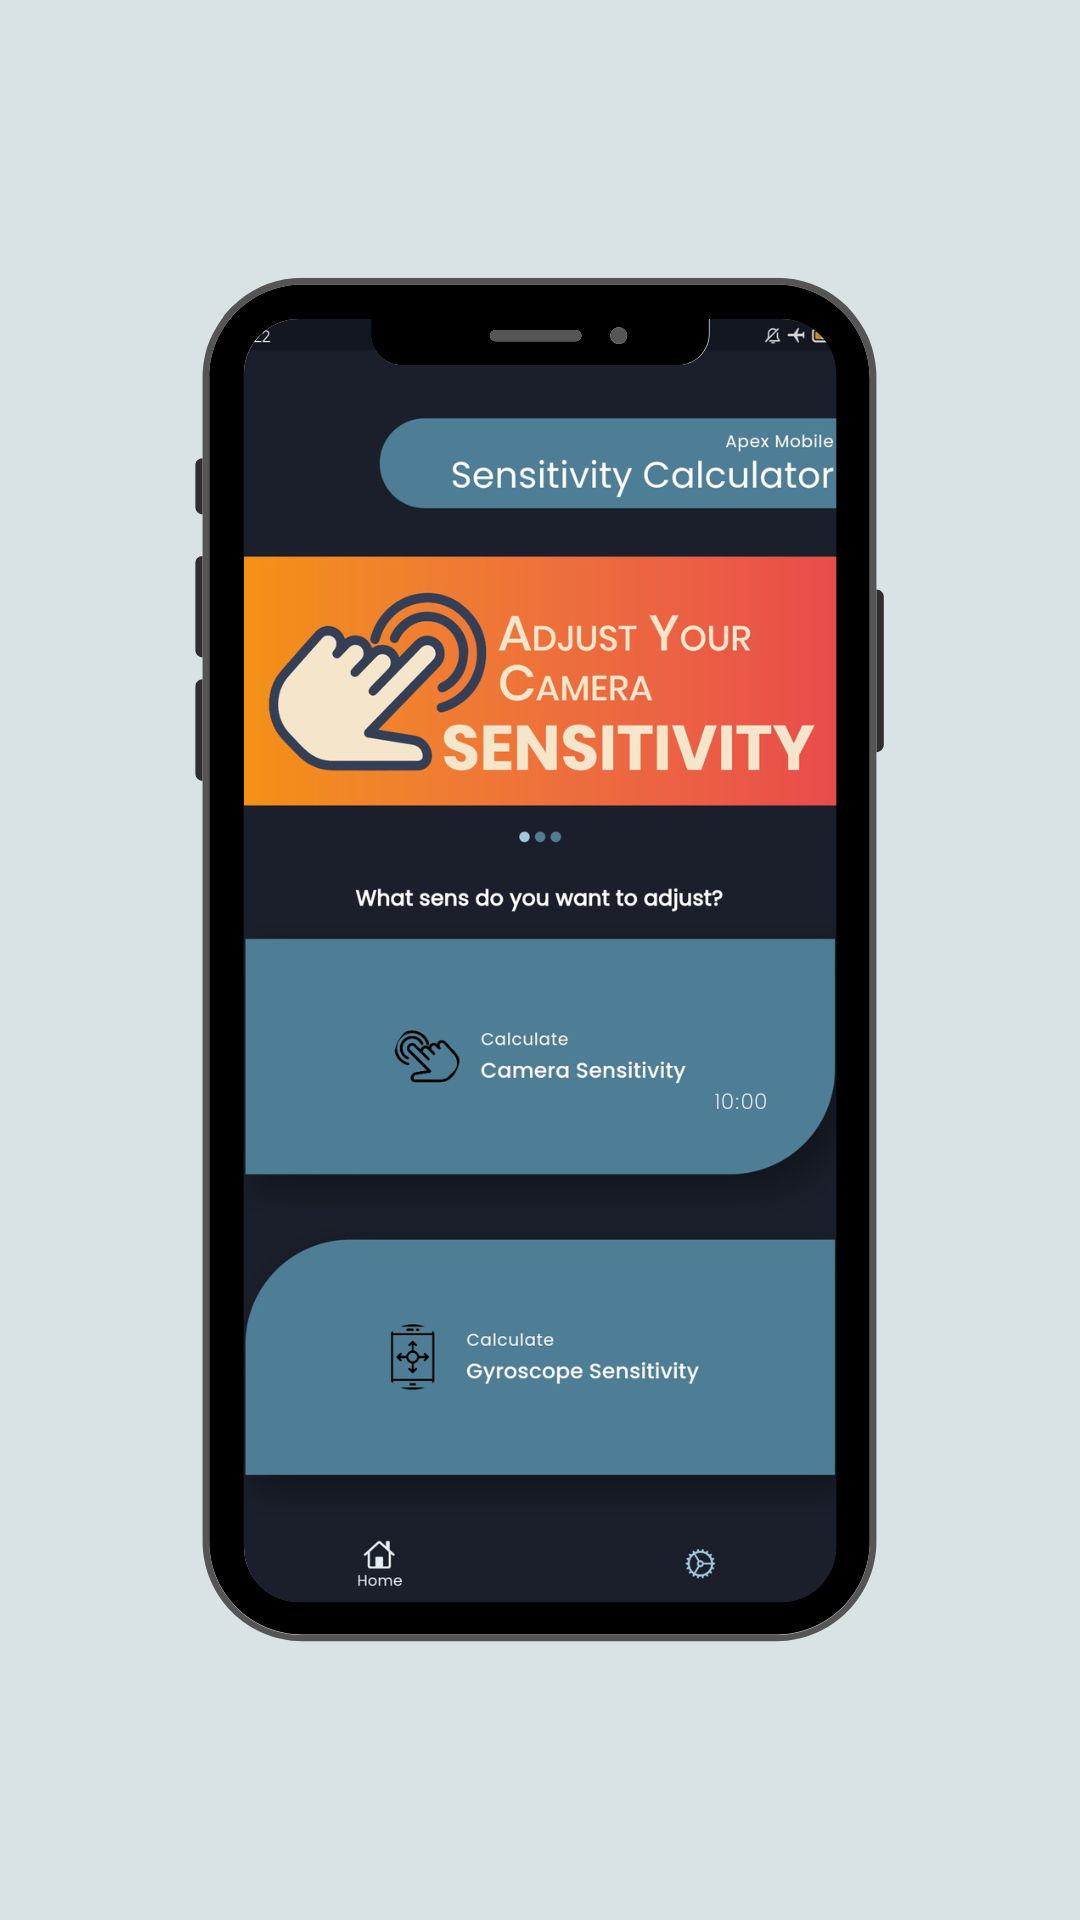 22
Apex Mobile
Sensitivity Calculator
ADJUST YOUR
CAMERA
SENSITIVITY
What sens do you want to adjust?
Calculate
Camera Sensitivity
10:00
Calculate
Gyroscope Sensitivity
Home